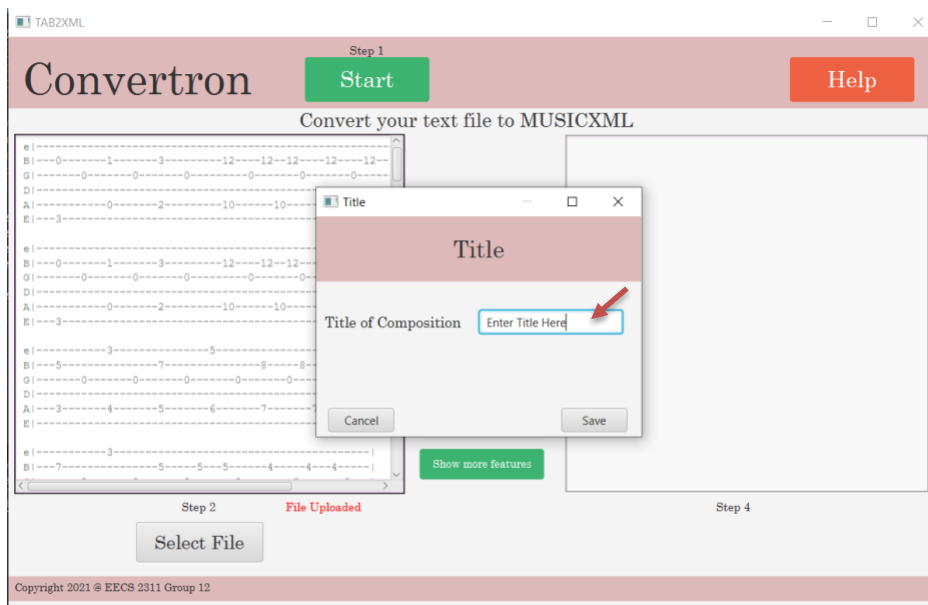 TAB2XML
Step 1
Convertron
Start
Help
Convert your text file to MUSICXML
e|
B|---0-------1-------3---------12----12--12----12----12--
G|-------0-------0-------0---------0-------0-------0-
D|
A|-----------0-------2---------10------10-
E|---3---
e|
B|---0-------1-------3---------12----12--12-
G|-------0-------0-------0---------0-------0-
D|
A|-----------0-------2---------10------10-
E|---3---
e|-----------3---------------5---
B|---5---------------7---------------8-----8-
G|-------0-------0-------0-------0-------0-
D|
A|---3-------4-------5-------6-------7-------7
E|
e|-----------3---
B|---7---------------5-----5---5------4-----4---4-----|
Title
Title
Title of Composition
Enter Title Here
Cancel
Save
Show more features
Step 2
File Uploaded
Step 4
Select File
Copyright 2021 @ EECS 2311 Group 12